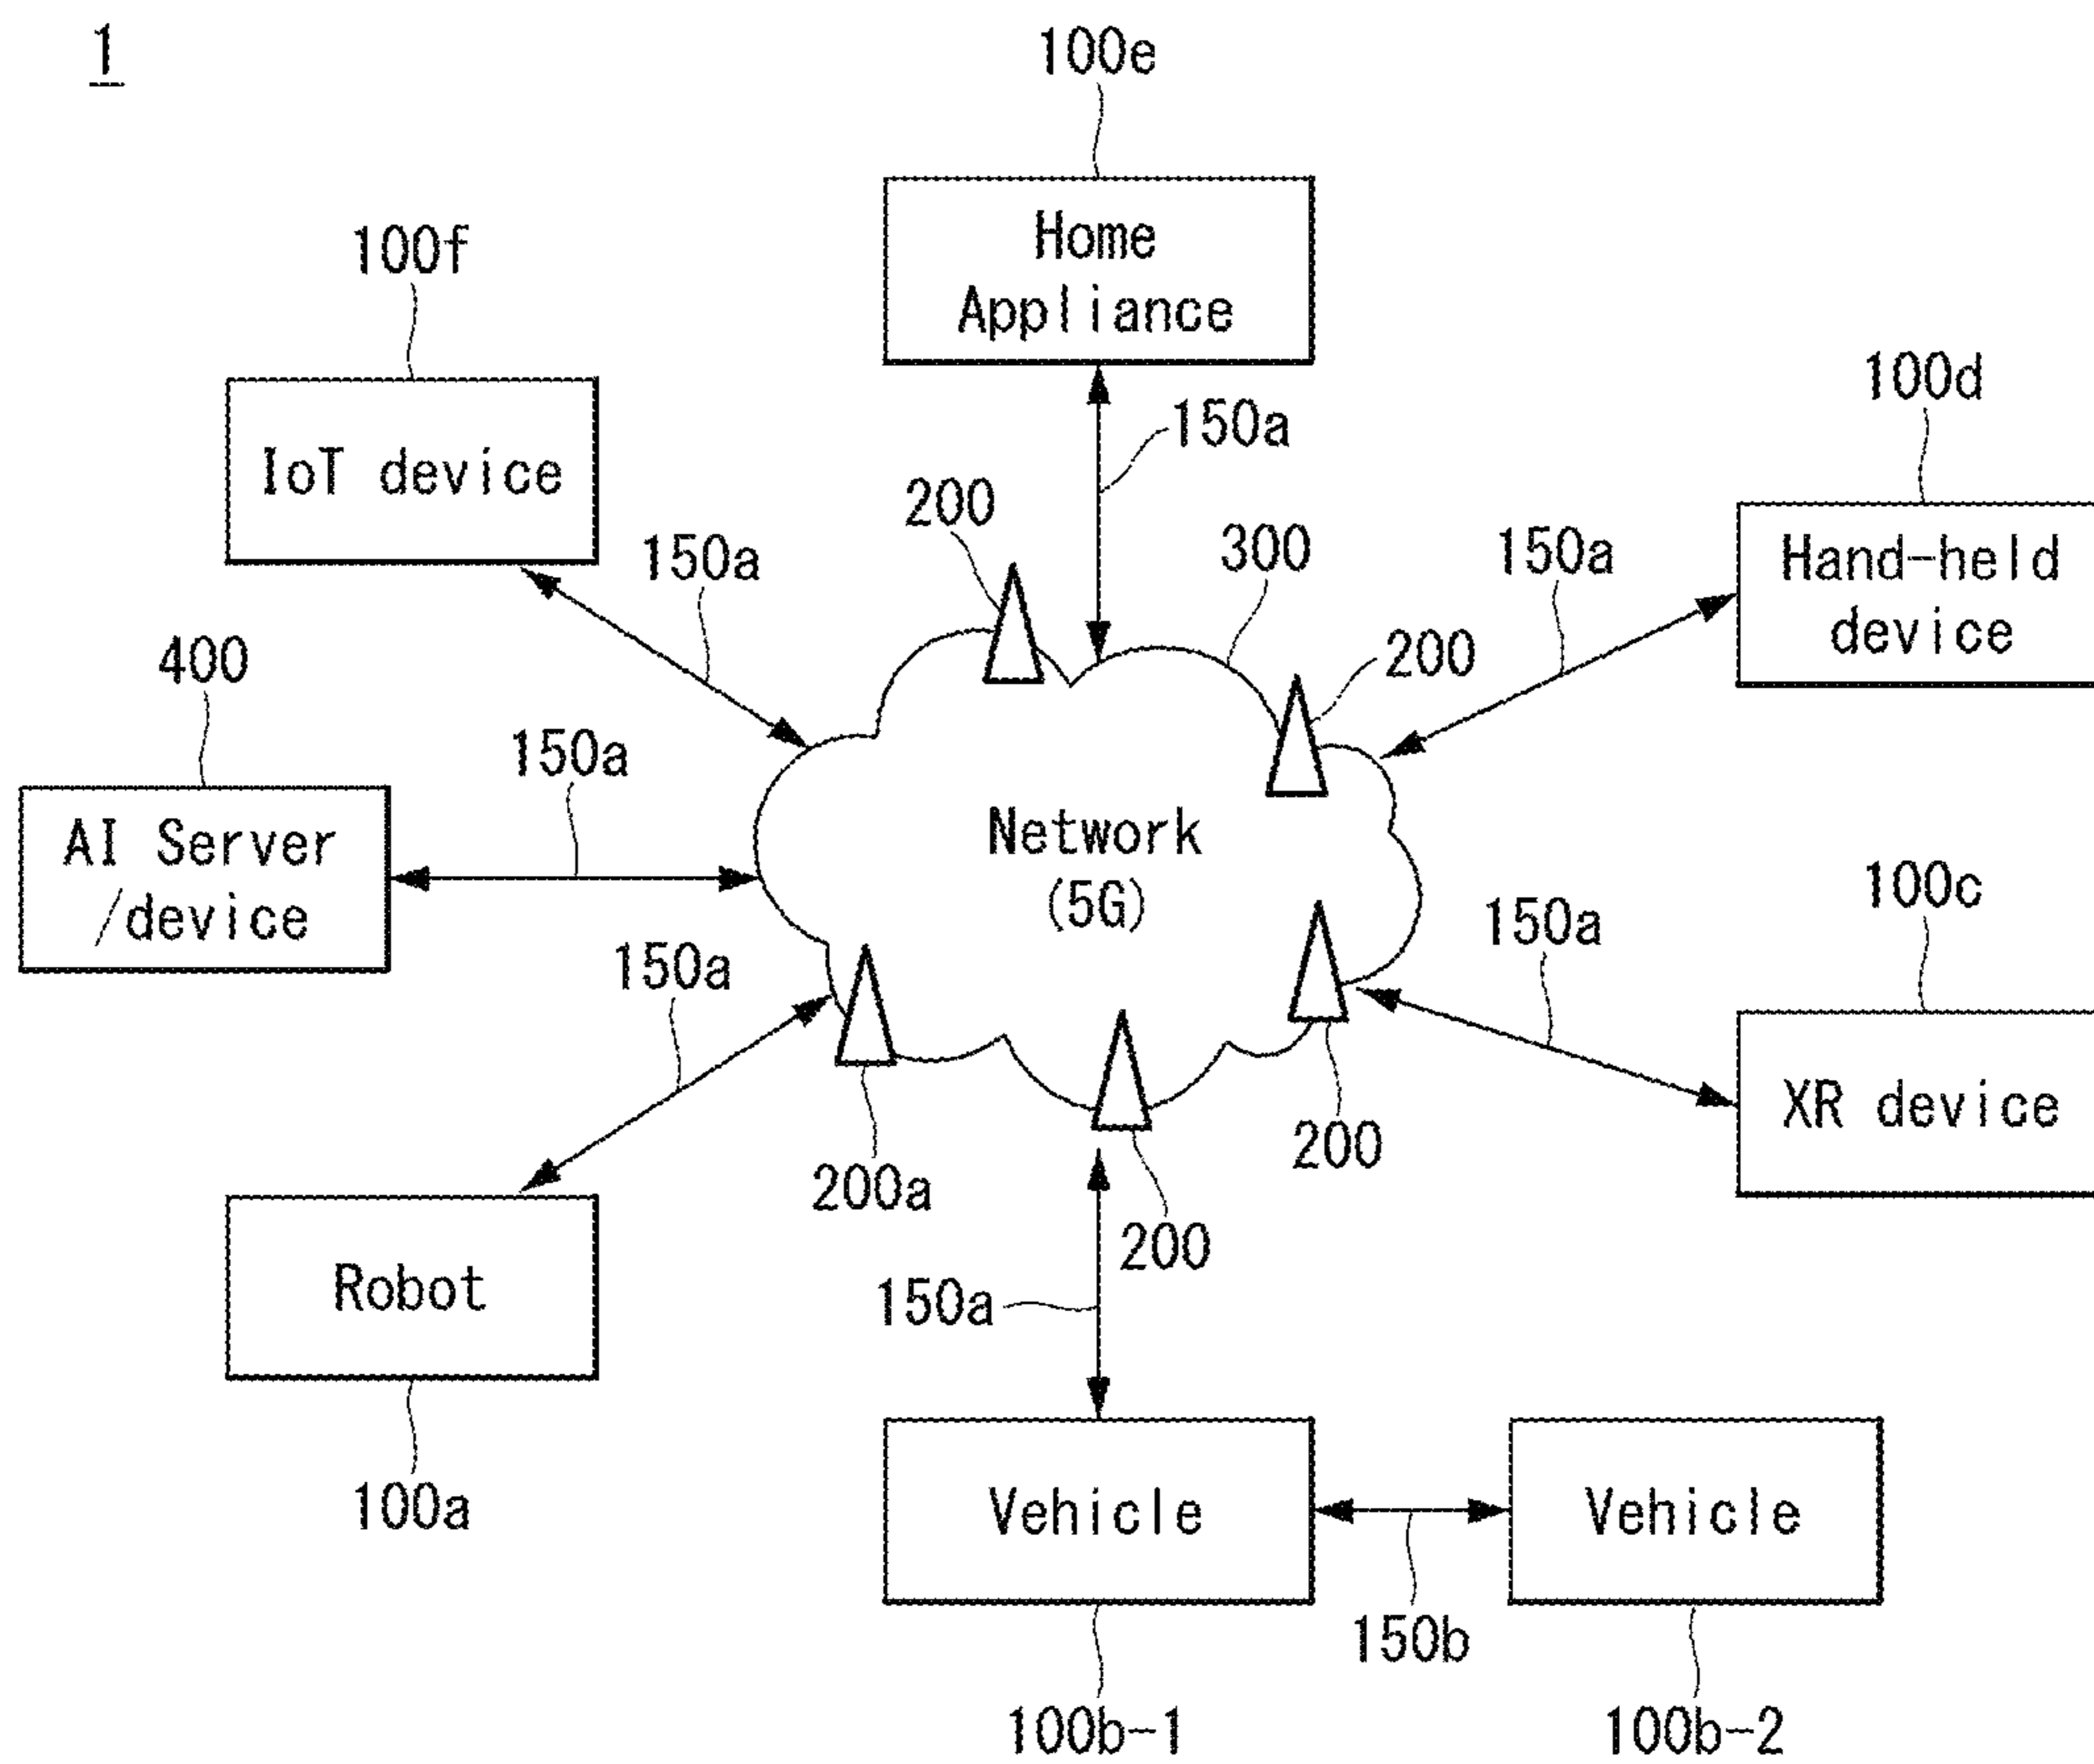 1
100e
Home
Appliance
100f
IoT device
150a
100d
Hand-held
device
200
300
150a
150a
200
400
AI Server
/device
150a
Network
(5G)
100c
XR device
150a
150a
200a
200
200
150a
Robot
100a
Vehicle
Vehicle
150b
100b-1
100b-2